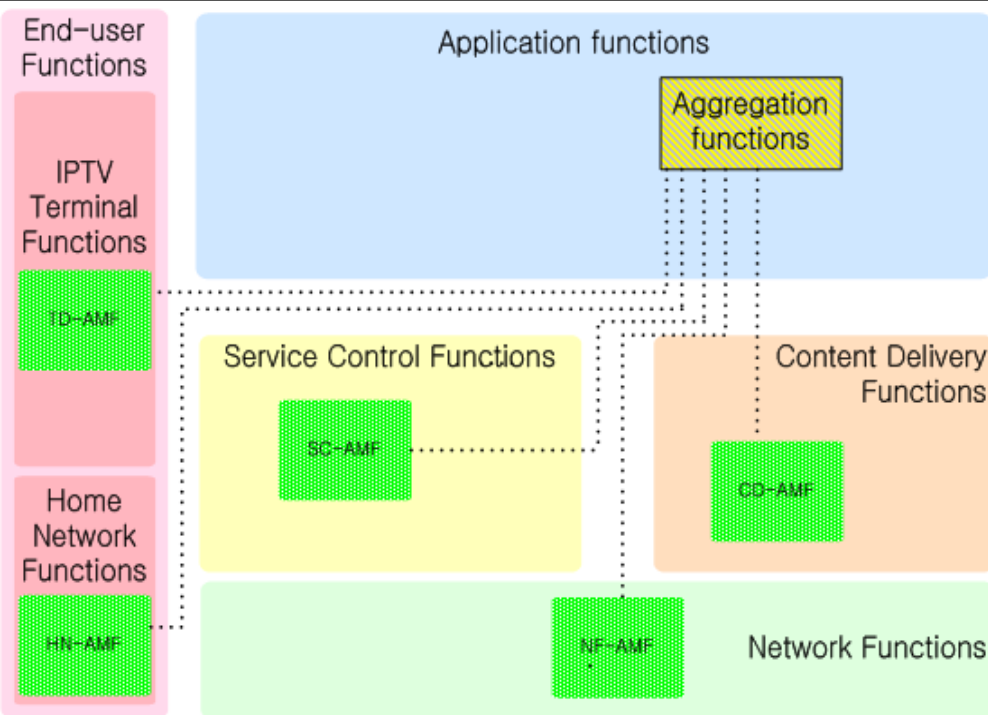 End-user
Functions
Application functions
Aggregation
functions
IPTV
Terminal
Functions
TD-AMF
Service Control Functions
Content Delivery
Functions
SC-AMF
CD-AMF
Home
Network
Functions
HN-AMF
NF-AMF
Network Functions